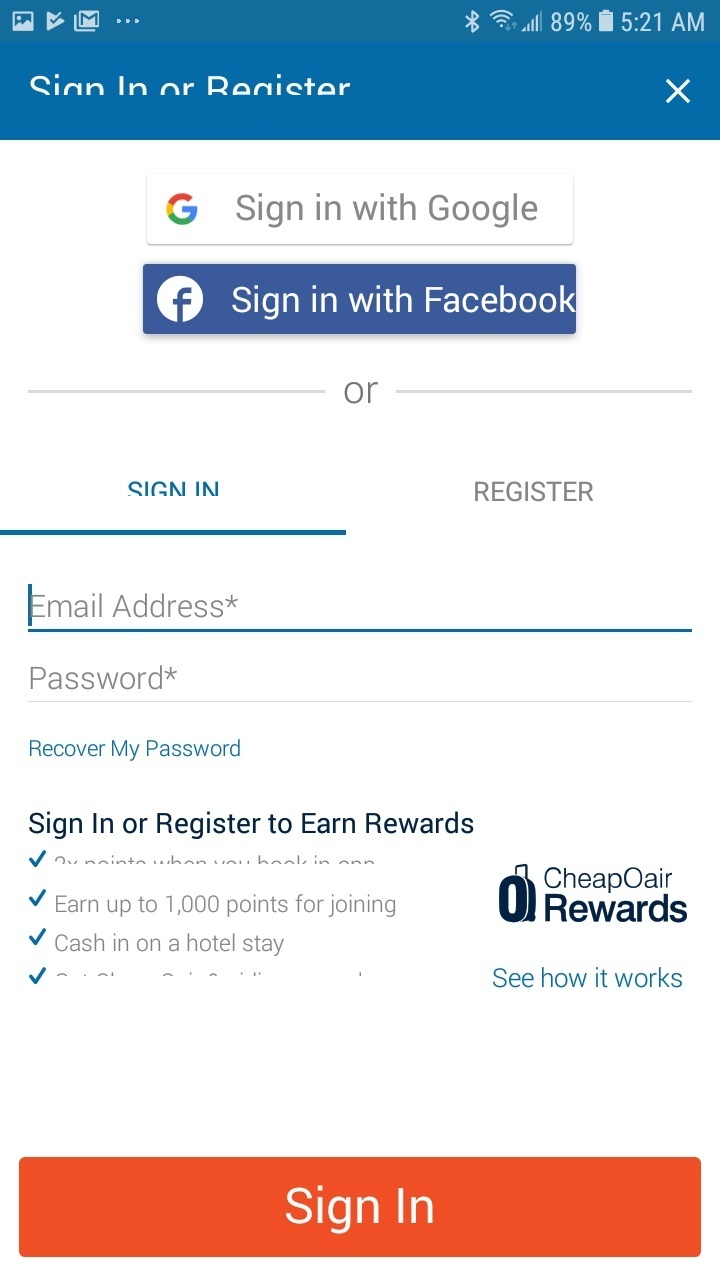 89% 5:21 AM
Sign In or Register
Sign in with Google
Sign in with Facebook
or
SIGN IN
REGISTER
Email Address*
Password*
Recover My Password
Sign In or Register to Earn Rewards
2x points when you book in app
Earn up to 1,000 points for joining
Cash in on a hotel stay
CheapOair
Rewards
See how it works
Sign In